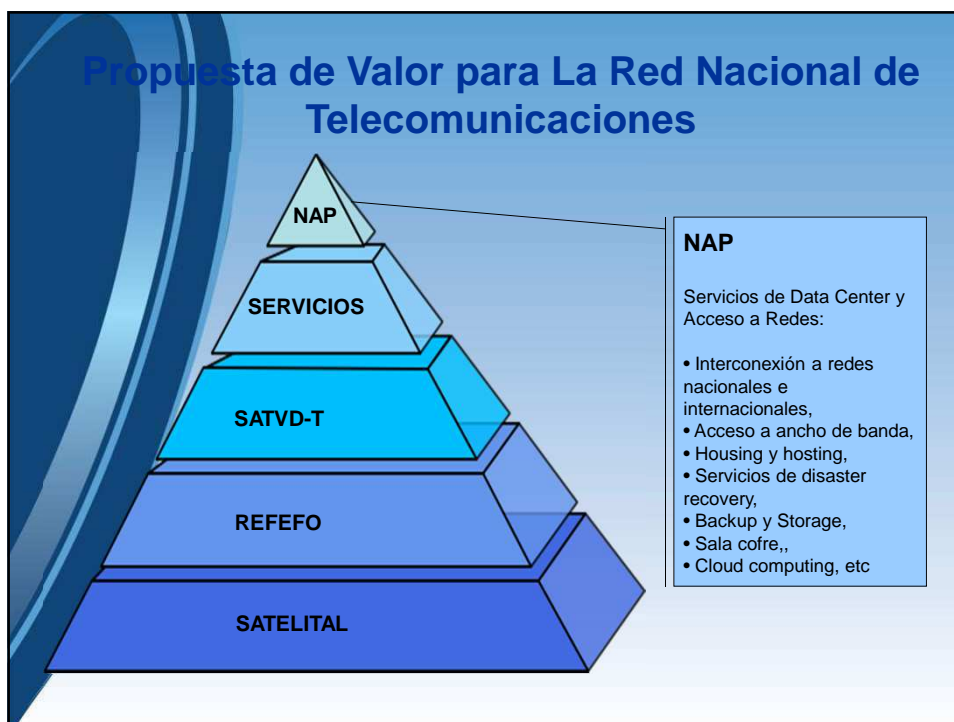 Propuesta de Valor para La Red Nacional de
Telecomunicaciones
NAP
SERVICIOS
SATVD-T
REFEFO
SATELITAL
NAP
Servicios de Data Center y
Acceso a Redes:
• Interconexión a redes
nacionales e
internacionales,
• Acceso a ancho de banda,
• Housing y hosting,
• Servicios de disaster
recovery,
• Backup y Storage,
• Sala cofre,,
• Cloud computing, etc